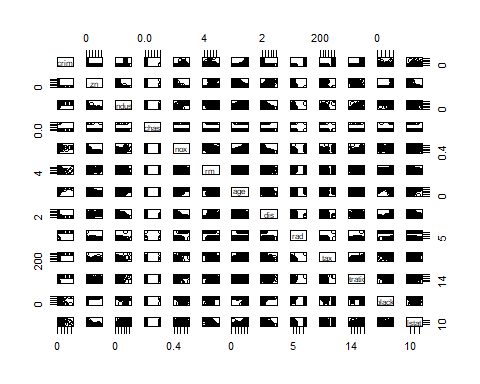 0 0.0 4 2 200 0
crim 0
0 zn
indus 0
0.0 chas
nox 0.4
4 rm
age 0
2 dis
rad 5
200 tax
14
0 black
10
0 0 0.4 0 5 14 10